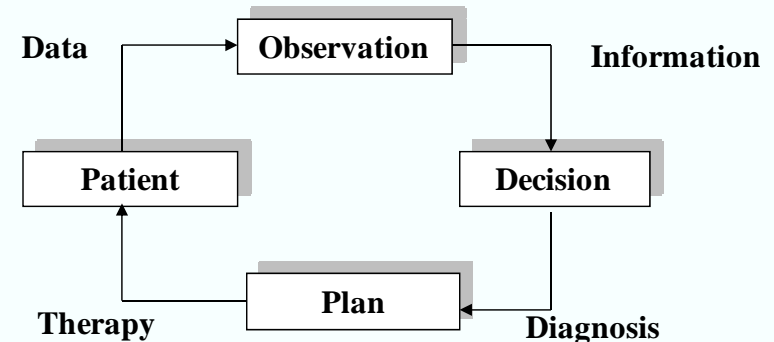 Data
Observation
Information
Patient
Decision
Plan
Therapy
Diagnosis